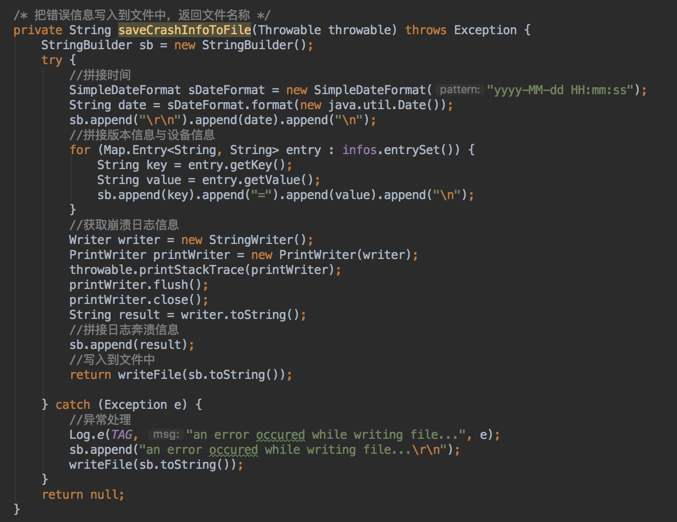 /* 把错误信息写入到文件中，返回文件名称 */
private String saveCrashInfoToFile(Throwable throwable) throws Exception {
    StringBuilder sb = new StringBuilder();
    try {
        //拼接时间
        SimpleDateFormat sDateFormat = new SimpleDateFormat( pattern: "yyyy-MM-dd HH:mm:ss");
        String date = sDateFormat.format(new java.util.Date());
        sb.append("\r\n").append(date).append("\n");
        //拼接版本信息与设备信息
        for (Map.Entry<String, String> entry : infos.entrySet()) {
            String key = entry.getKey();
            String value = entry.getValue();
            sb.append(key).append("=").append(value).append("\n");
        }
        //获取崩溃日志信息
        Writer writer = new StringWriter();
        PrintWriter printWriter = new PrintWriter(writer);
        throwable.printStackTrace(printWriter);
        printWriter.flush();
        printWriter.close();
        String result = writer.toString();
        //拼接日志奔溃信息
        sb.append(result);
        //写入到文件中
        return writeFile(sb.toString());

    } catch (Exception e) {
        //异常处理
        Log.e(TAG, msg: "an error occured while writing file...", e);
        sb.append("an error occured while writing file...\r\n");
        writeFile(sb.toString());
    }
    return null;
}